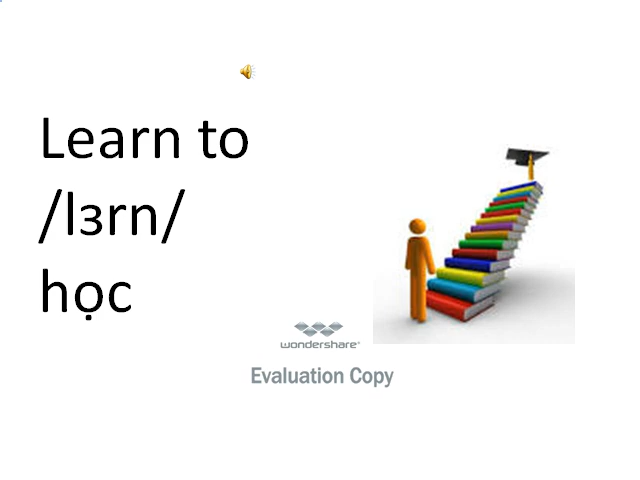 Learn to
/lɜrn/
học
wondershare®
Evaluation Copy